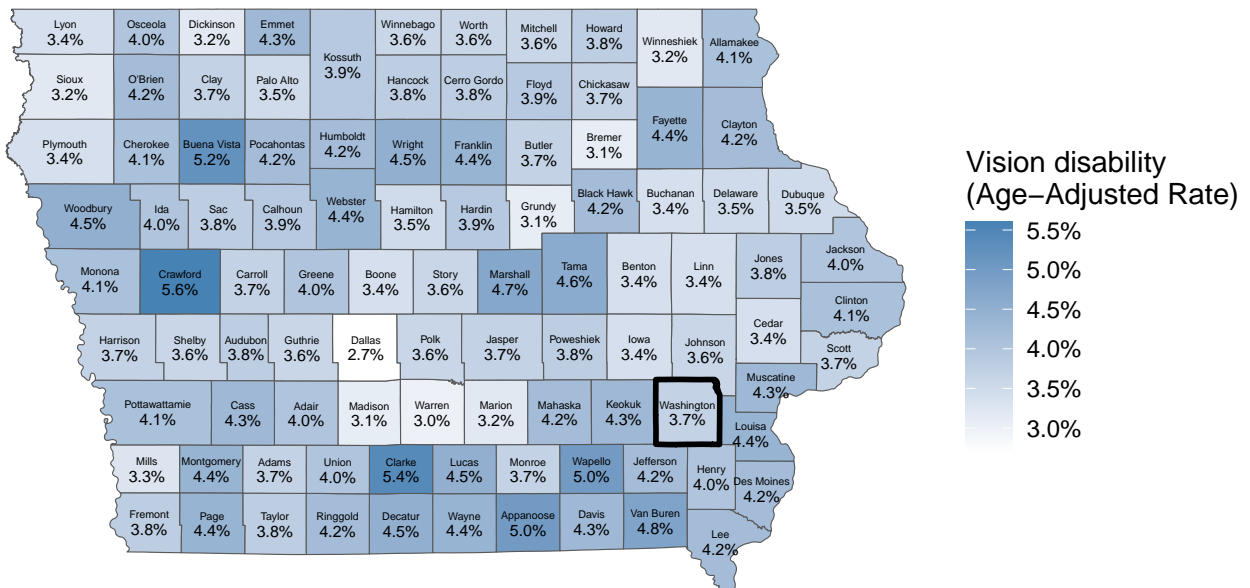 Lyon
3.4%
Osceola
4.0%
Dickinson
3.2%
Emmet
4.3%
Kossuth
3.9%
Winnebago
3.6%
Worth
3.6%
Mitchell
3.6%
Howard
3.8%
Winneshiek
3.2%
Allamakee
4.1%
Sioux
3.2%
O'Brien
4.2%
Clay
3.7%
Palo Alto
3.5%
Hancock
3.8%
Cerro Gordo
3.8%
Floyd
3.9%
Chickasaw
3.7%
Fayette
4.4%
Clayton
4.2%
Plymouth
3.4%
Cherokee
4.1%
Buena Vista
5.2%
Pocahontas
4.2%
Humboldt
4.2%
Wright
4.5%
Franklin
4.4%
Butler
3.7%
Bremer
3.1%
Woodbury
4.5%
Ida
4.0%
Sac
3.8%
Calhoun
3.9%
Webster
4.4%
Hamilton
3.5%
Hardin
3.9%
Grundy
3.1%
Black Hawk
4.2%
Buchanan
3.4%
Delaware
3.5%
Dubuque
3.5%
Monona
4.1%
Crawford
5.6%
Carroll
3.7%
Greene
4.0%
Boone
3.4%
Story
3.6%
Marshall
4.7%
Tama
4.6%
Benton
3.4%
Linn
3.4%
Jones
3.8%
Jackson
4.0%
Clinton
4.1%
Harrison
3.7%
Shelby
3.6%
Audubon
3.8%
Guthrie
3.6%
Dallas
2.7%
Polk
3.6%
Jasper
3.7%
Poweshiek
3.8%
Iowa
3.4%
Johnson
3.6%
Cedar
3.4%
Scott
3.7%
Muscatine
4.3%
Pottawattamie
4.1%
Cass
4.3%
Adair
4.0%
Madison
3.1%
Warren
3.0%
Marion
3.2%
Mahaska
4.2%
Keokuk
4.3%
Washington
3.7%
Louisa
4.4%
Mills
3.3%
Montgomery
4.4%
Adams
3.7%
Union
4.0%
Clarke
5.4%
Lucas
4.5%
Monroe
3.7%
Wapello
5.0%
Jefferson
4.2%
Henry
4.0%
Des Moines
4.2%
Fremont
3.8%
Page
4.4%
Taylor
3.8%
Ringgold
4.2%
Decatur
4.5%
Wayne
4.4%
Appanoose
5.0%
Davis
4.3%
Van Buren
4.8%
Lee
4.2%
Vision disability
(Age−Adjusted Rate)
5.5%
5.0%
4.5%
4.0%
3.5%
3.0%